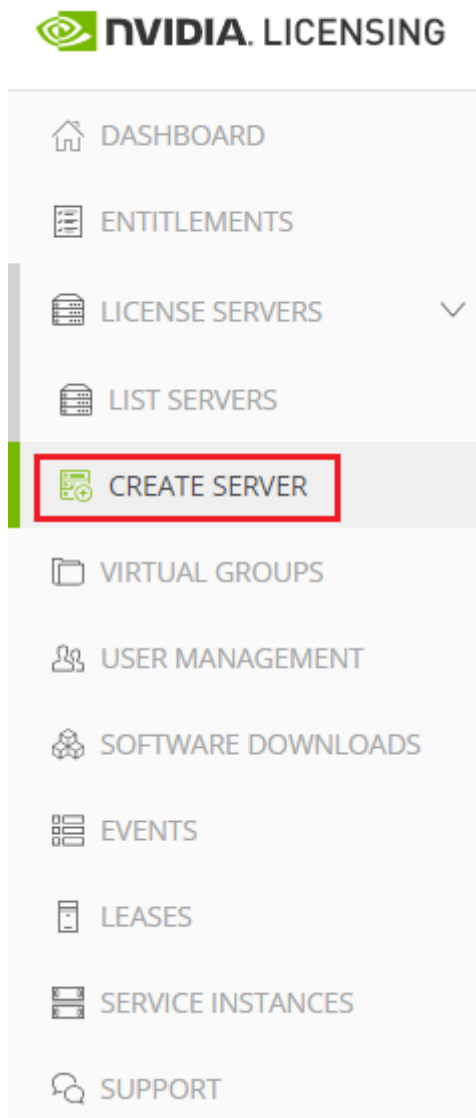 NVIDIA. LICENSING
DASHBOARD
ENTITLEMENTS
LICENSE SERVERS
LIST SERVERS
CREATE SERVER
VIRTUAL GROUPS
USER MANAGEMENT
SOFTWARE DOWNLOADS
EVENTS
LEASES
SERVICE INSTANCES
SUPPORT